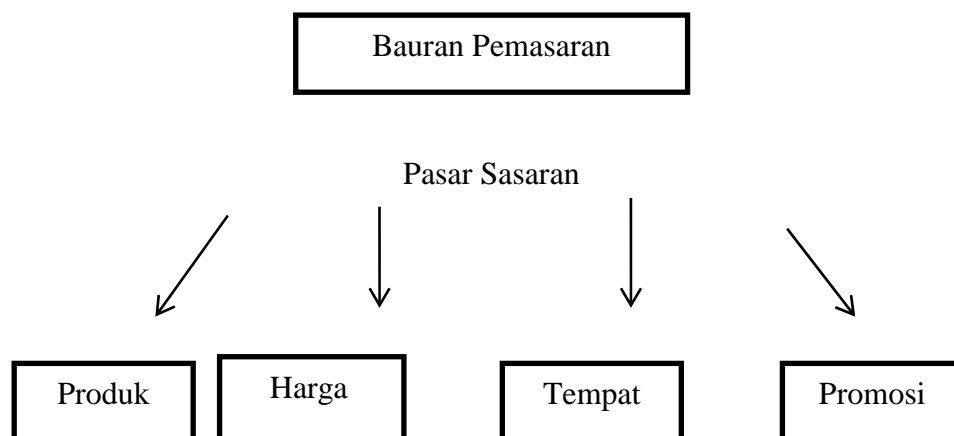 Bauran Pemasaran
Pasar Sasaran
Produk
Harga
Tempat
Promosi